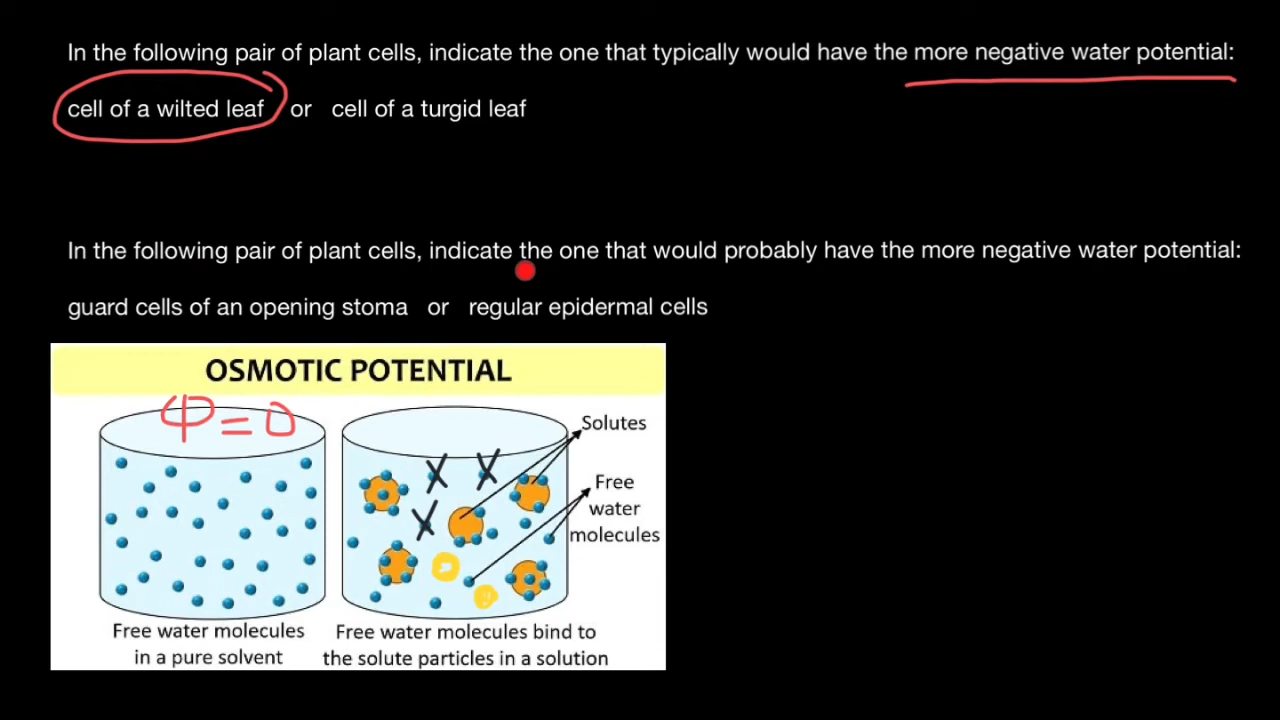 In the following pair of plant cells, indicate the one that typically would have the more negative water potential:
cell of a wilted leaf or cell of a turgid leaf
In the following pair of plant cells, indicate the one that would probably have the more negative water potential:
guard cells of an opening stoma or regular epidermal cells
OSMOTIC POTENTIAL
φ = 0
Solutes
Free
water
molecules
Free water molecules
in a pure solvent
Free water molecules bind to
the solute particles in a solution